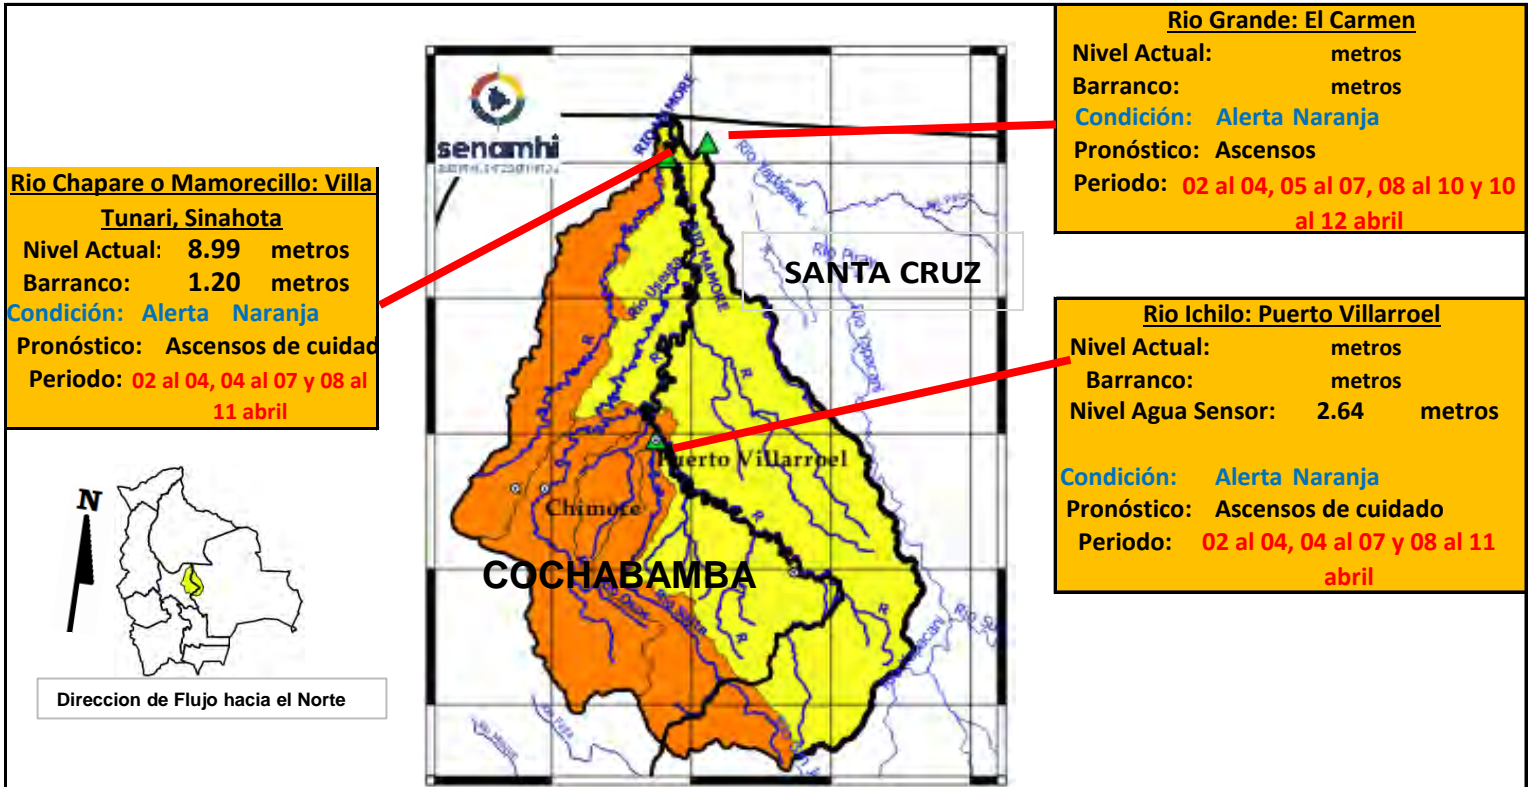 Rio Grande: El Carmen
Nivel Actual: metros
Barranco: metros
Condición: Alerta Naranja
Pronóstico: Ascensos
Periodo: 02 al 04, 05 al 07, 08 al 10 y 10
al 12 abril
senamhi
RIO MAMORE
Rio Yapacani
Rio Chapare o Mamorecillo: Villa
Tunari, Sinahota
Nivel Actual: 8.99 metros
Barranco: 1.20 metros
Condición: Alerta Naranja
Pronóstico: Ascensos de cuidad
Periodo: 02 al 04, 04 al 07 y 08 al
11 abril
RIO MAMORE
SANTA CRUZ
Rio Yapacani
R
R
R
Rio Ichilo: Puerto Villarroel
Nivel Actual: metros
Barranco: metros
Nivel Agua Sensor: 2.64 metros
Condición: Alerta Naranja
Pronóstico: Ascensos de cuidado
Periodo: 02 al 04, 04 al 07 y 08 al 11
abril
Puerto Villarroel
Chimore
R
R
COCHABAMBA
R
R
R
N
Direccion de Flujo hacia el Norte